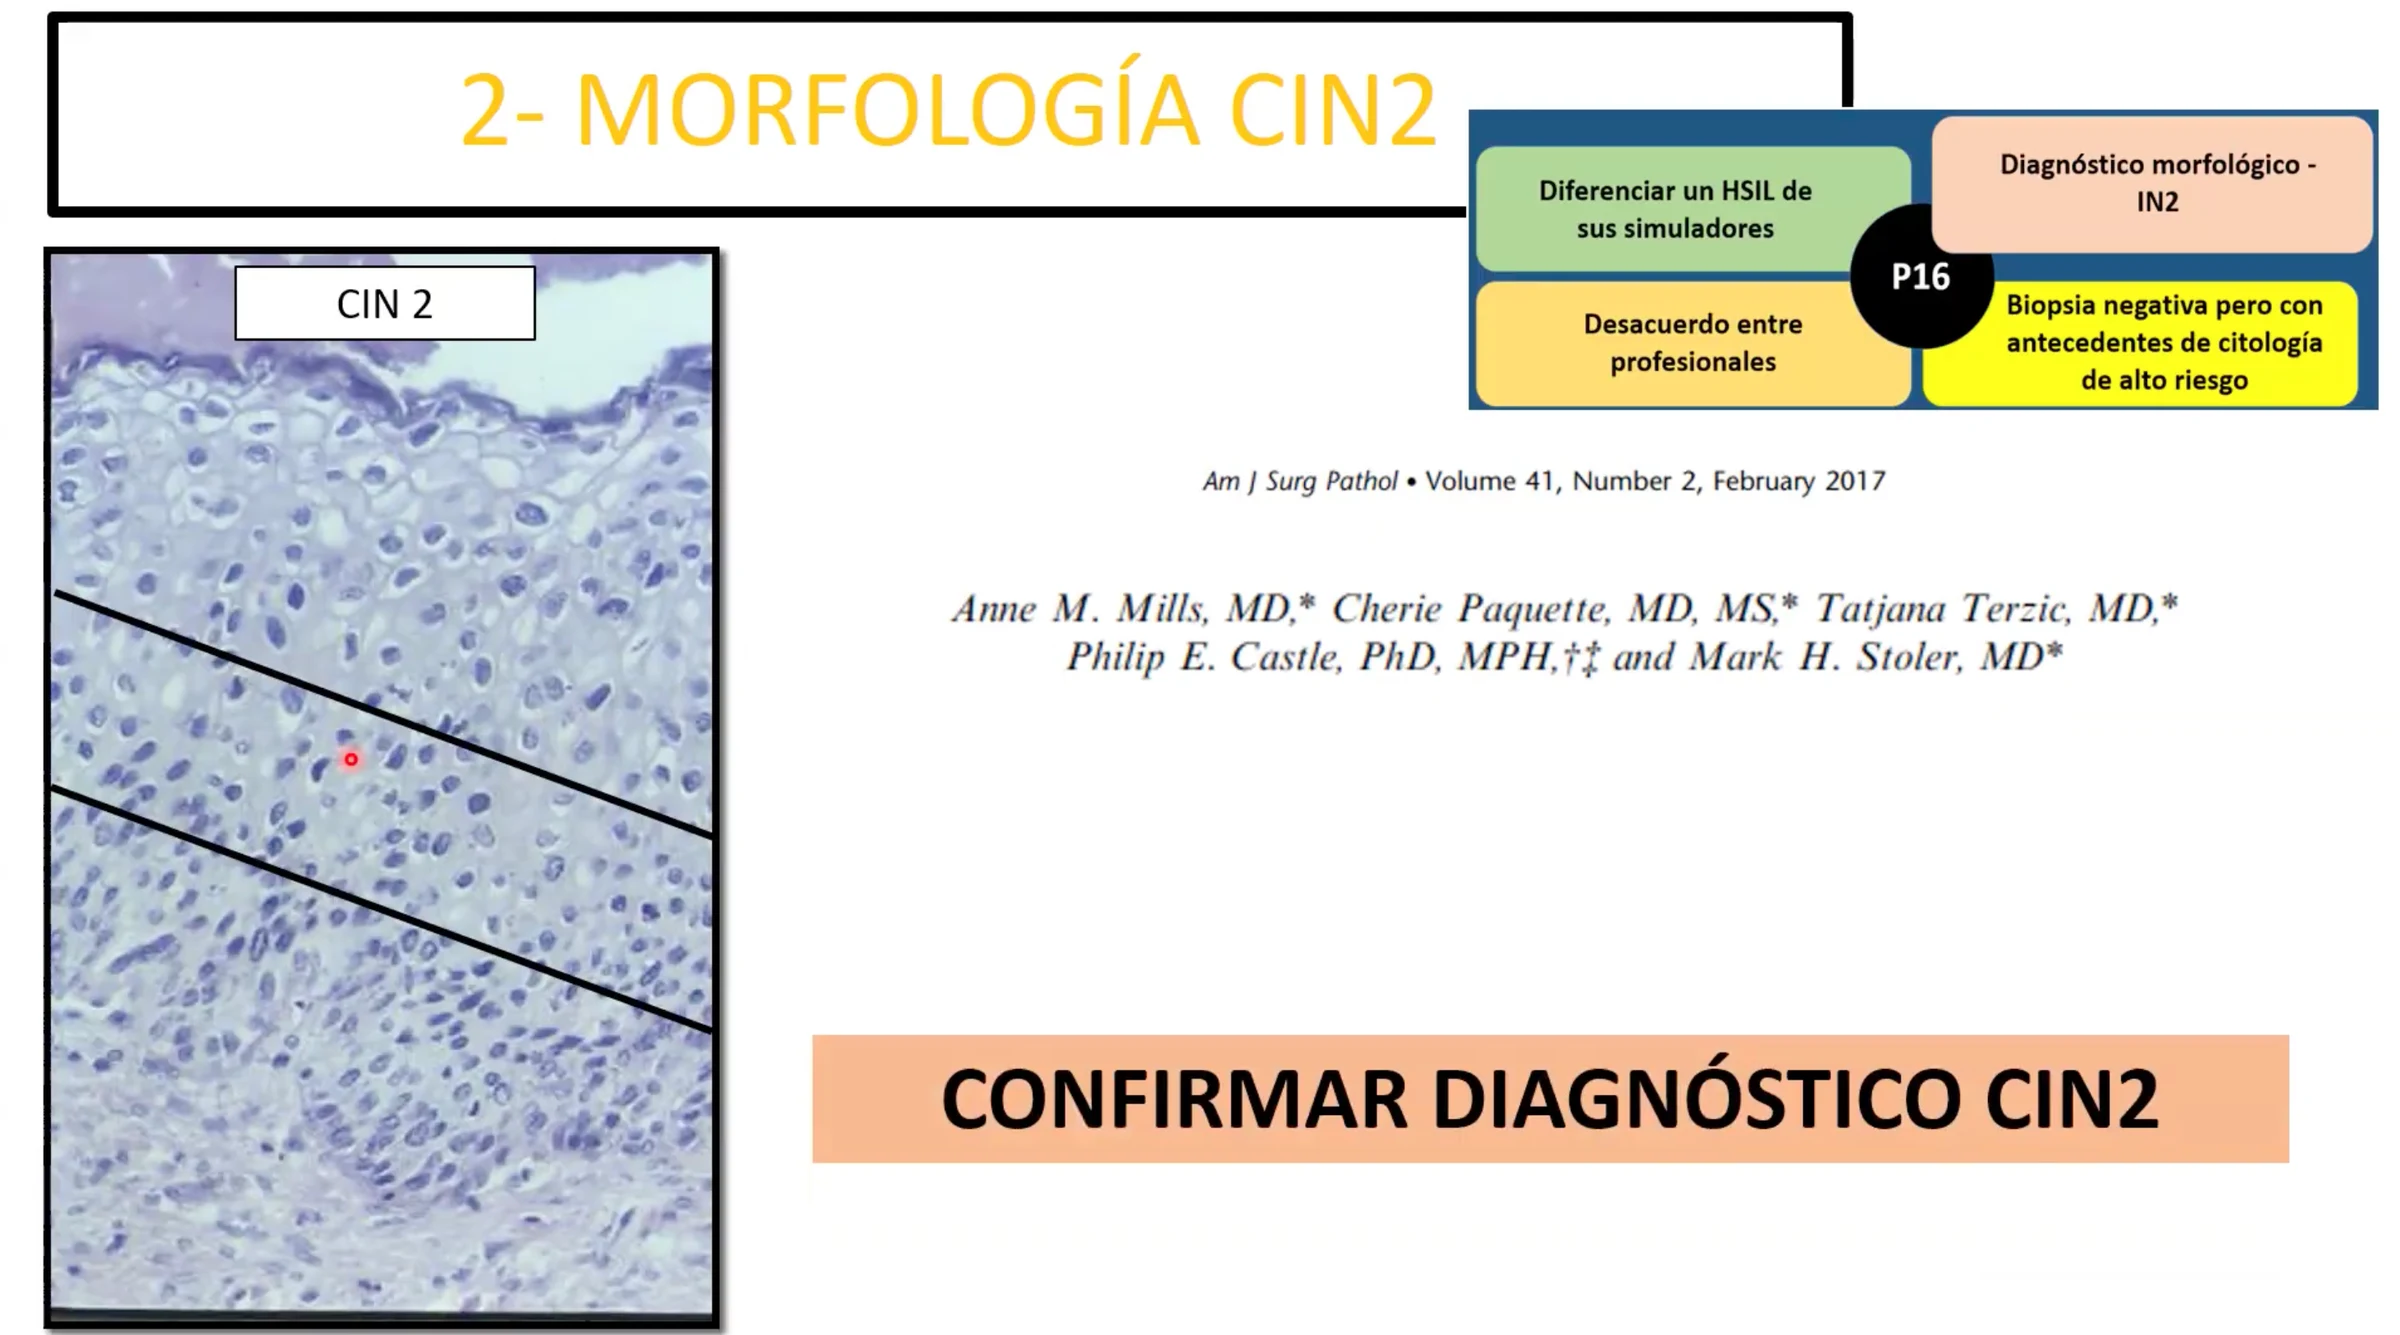 2- MORFOLOGÍA CIN2
Diferenciar un HSIL de
sus simuladores
Diagnóstico morfológico -
IN2
P16
Desacuerdo entre
profesionales
Biopsia negativa pero con
antecedentes de citología
de alto riesgo
CIN 2
Am J Surg Pathol • Volume 41, Number 2, February 2017
Anne M. Mills, MD,* Cherie Paquette, MD, MS,* Tatjana Terzic, MD,*
Philip E. Castle, PhD, MPH,†‡ and Mark H. Stoler, MD*
CONFIRMAR DIAGNÓSTICO CIN2